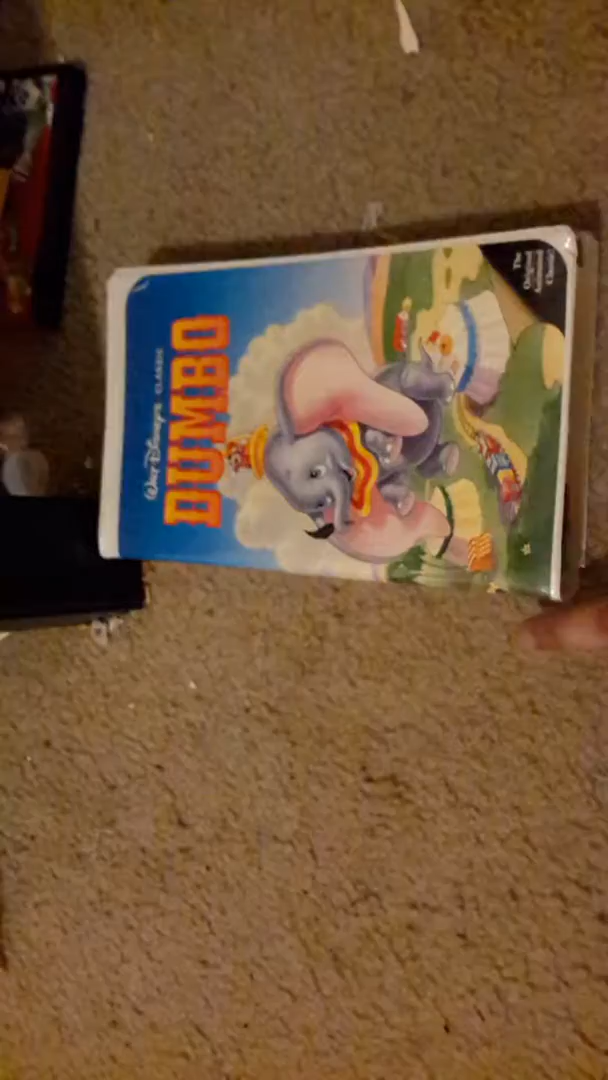 Walt Disney's CLASSIC
DUMBO
The
Original
Animated
Classic!